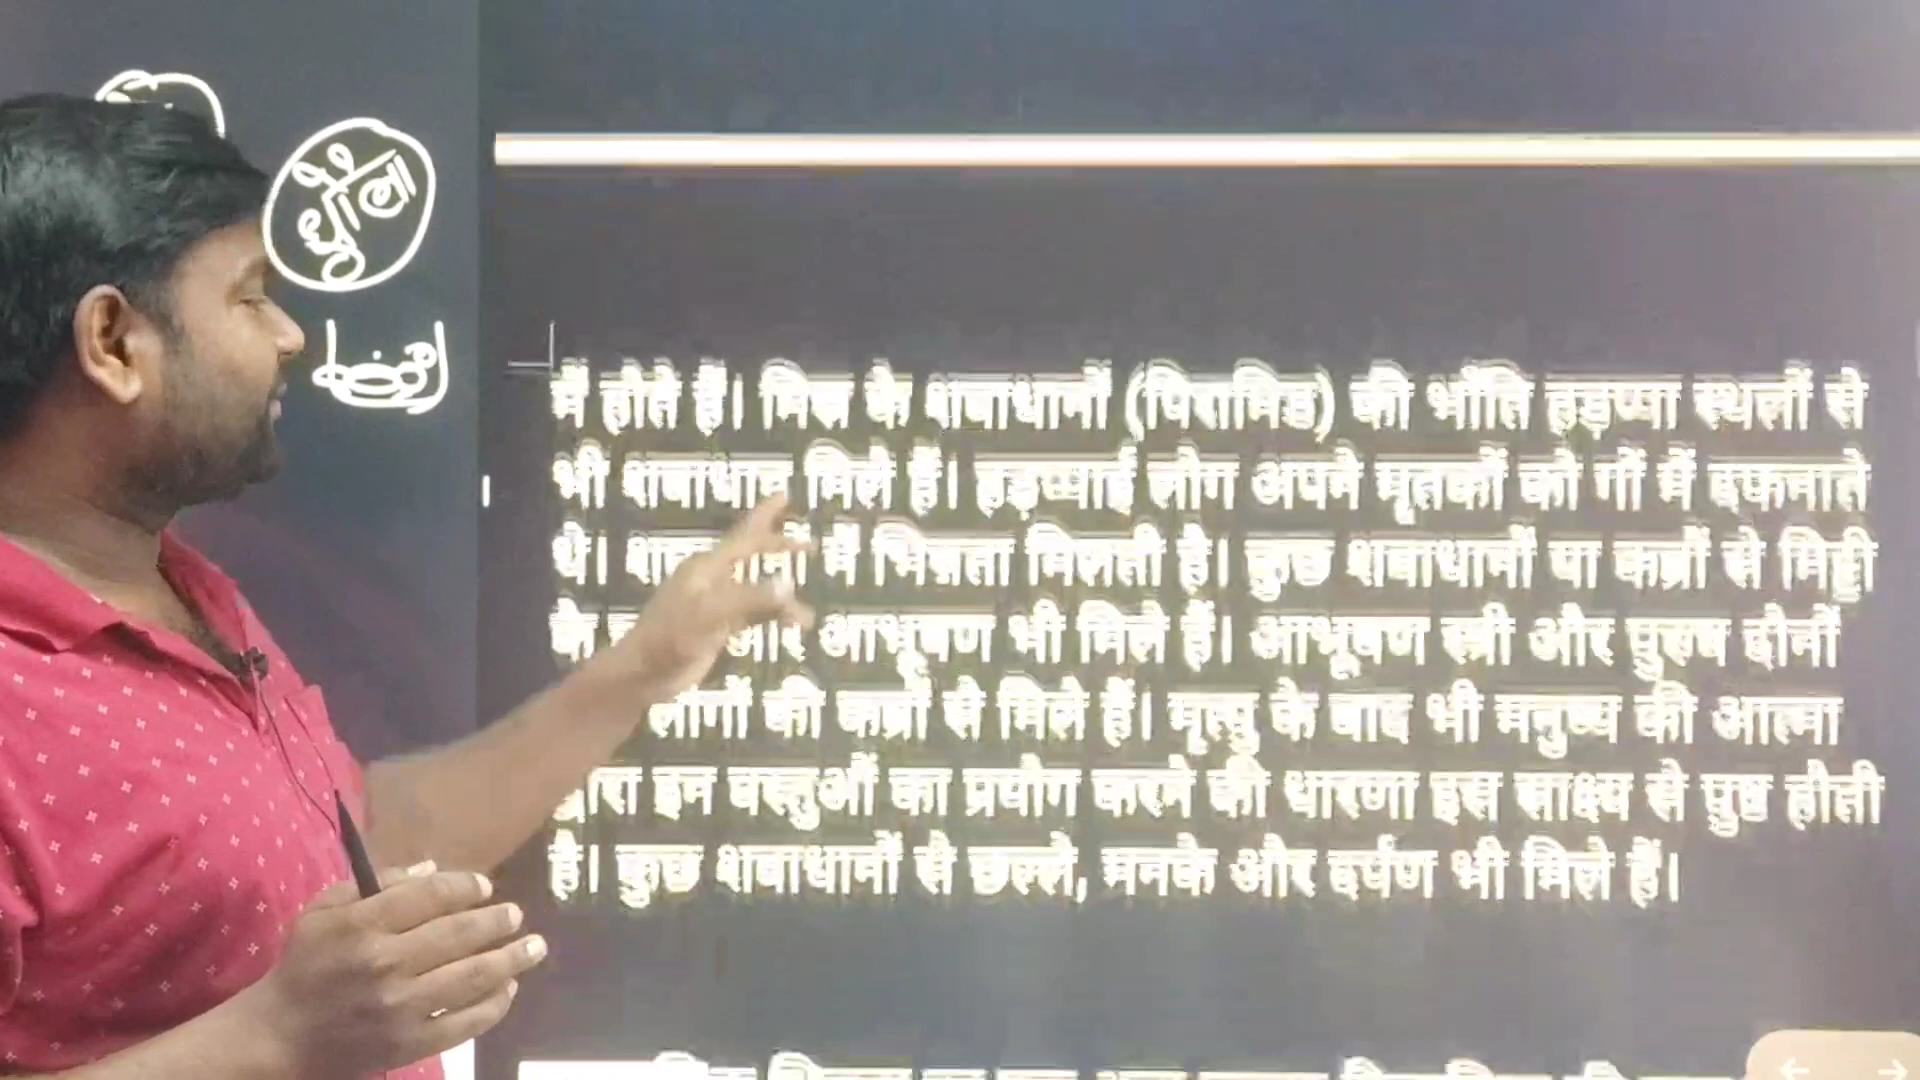 में होते हैं। मिस्र के शवाधानों (पिरामिड) की भाँति हड़प्पा स्थलों से
भी शवाधान मिले हैं। हड़प्पाई लोग अपने मृतकों को गों में दफनाते
थे। में भिन्नता मिलती है। कुछ शवाधानों या कब्रों से मिट्टी
के और आभूषण भी मिले हैं। आभूषण स्त्री और पुरुष दोनों
लोगों की कब्रों से मिले हैं। मृत्यु के बाद भी मनुष्य की आत्मा
द्वारा इन वस्तुओं का प्रयोग करने की धारणा इस साक्ष्य से पुष्ट होती
है। कुछ शवाधानों से छल्ले, मनके और दर्पण भी मिले हैं।